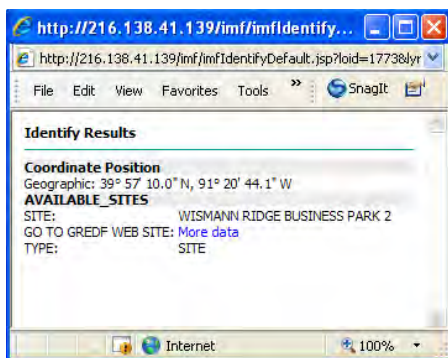 http://216.138.41.139/imf/imfIdentify...
http://216.138.41.139/imf/imfIdentifyDefault.jsp?loid=1773&lyr
File Edit View Favorites Tools » SnagIt
Identify Results
Coordinate Position
Geographic: 39° 57' 10.0" N, 91° 20' 44.1" W
AVAILABLE_SITES
SITE: WISMANN RIDGE BUSINESS PARK 2
GO TO GREDF WEB SITE: More data
TYPE: SITE
Internet 100%